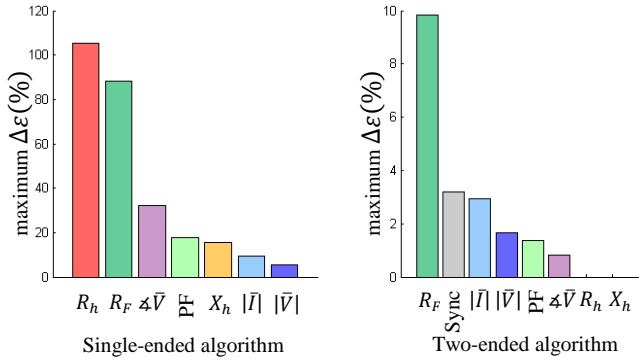 maximum Δε(%)
120
100
80
60
40
20
0
R_h R_F ∡V̄ PF X_h |Ī| |V̄|
Single-ended algorithm
maximum Δε(%)
10
8
6
4
2
0
R_F Sync |Ī| |V̄| PF ∡V̄ R_h X_h
Two-ended algorithm